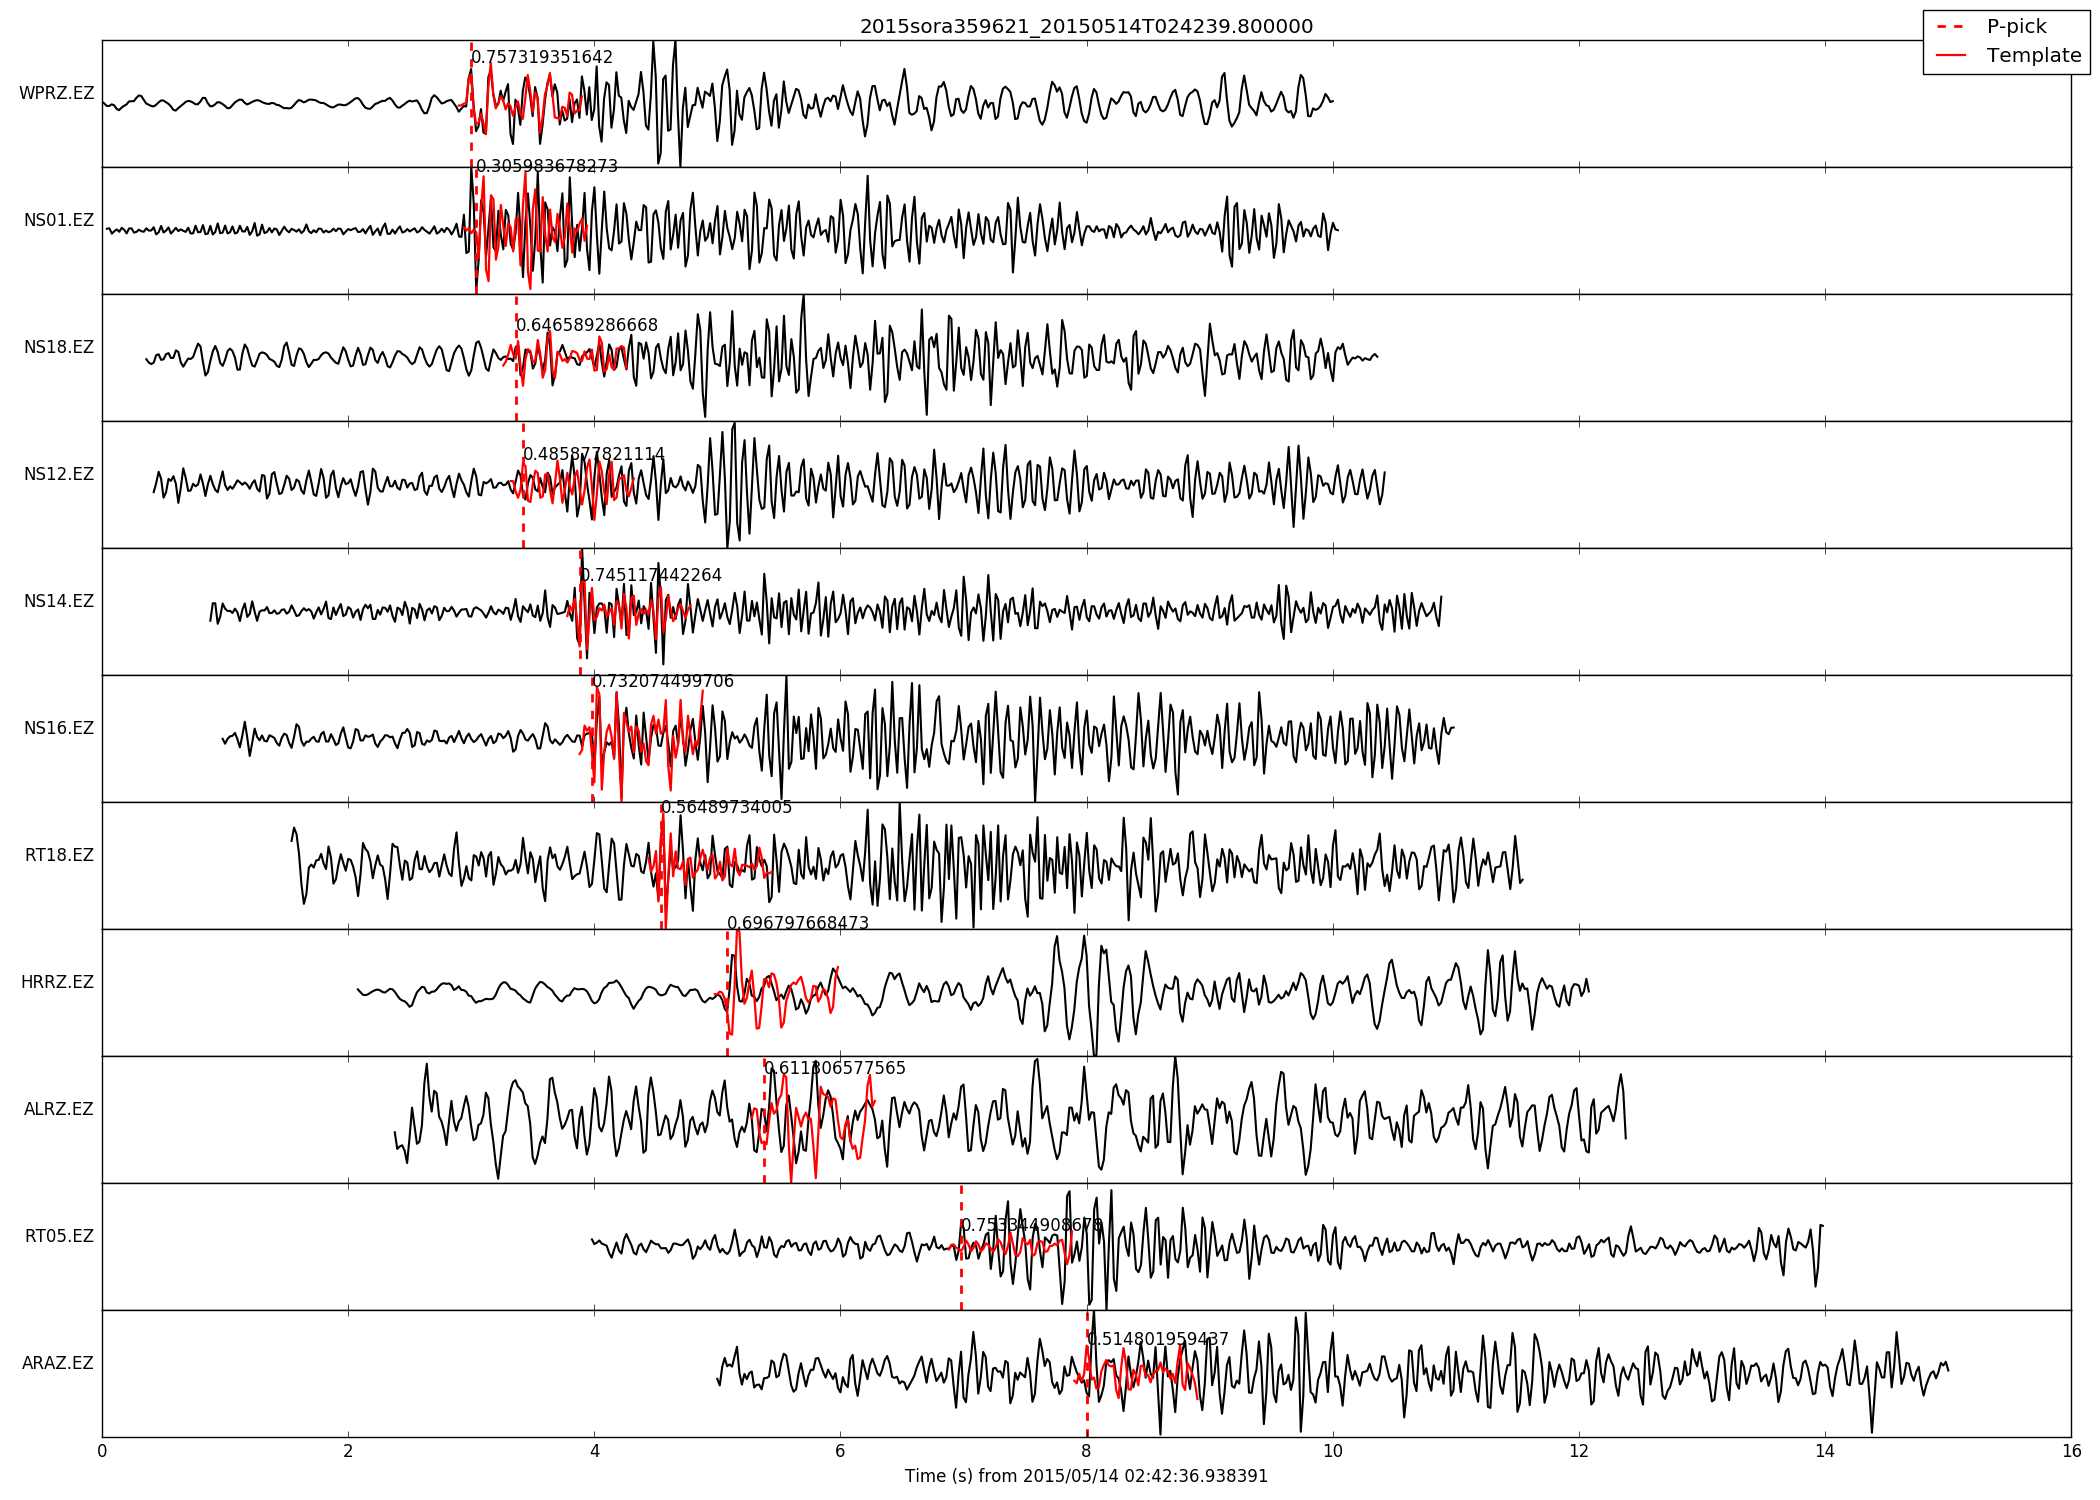 2015sora359621_20150514T024239.800000
P-pick
Template
WPRZ.EZ
0.757319351642
NS01.EZ
0.305983678273
NS18.EZ
0.646589286668
NS12.EZ
0.485877821114
NS14.EZ
0.745117442264
NS16.EZ
0.732074499706
RT18.EZ
0.56489734005
HRRZ.EZ
0.696797668473
ALRZ.EZ
0.611306577565
RT05.EZ
0.753344908678
ARAZ.EZ
0.514801959437
0 2 4 6 8 10 12 14 16
Time (s) from 2015/05/14 02:42:36.938391